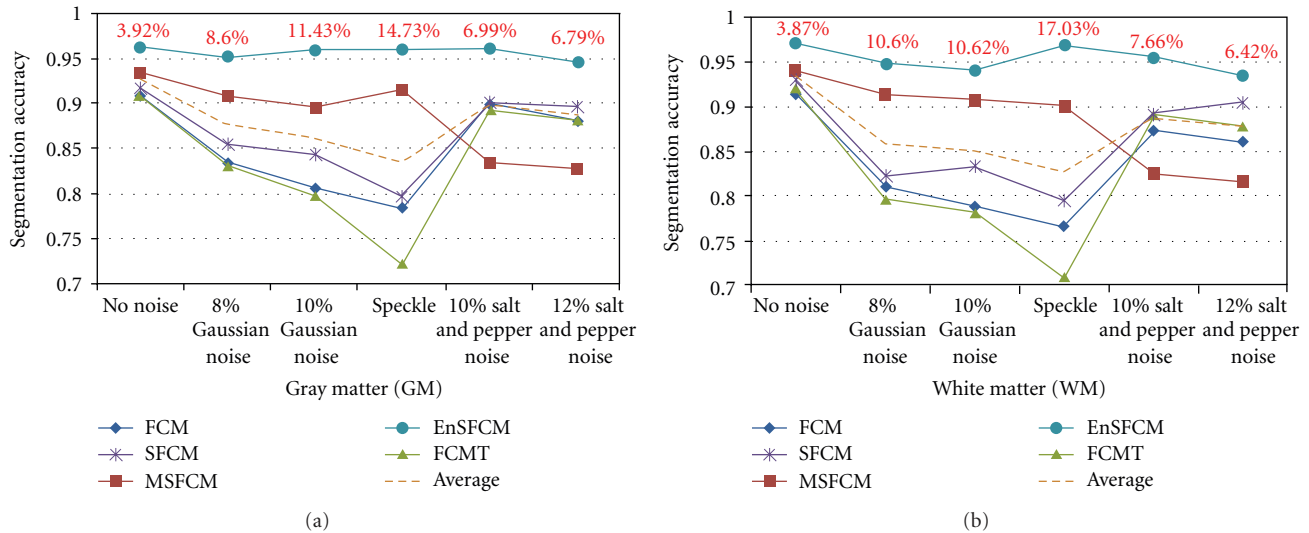 Segmentation accuracy
1
0.95
0.9
0.85
0.8
0.75
0.7
3.92%
8.6%
11.43%
14.73%
6.99%
6.79%
No noise
8%
Gaussian
noise
10%
Gaussian
noise
Speckle
10% salt
and pepper
noise
12% salt
and pepper
noise
Gray matter (GM)
FCM
SFCM
MSFCM
EnSFCM
FCMT
Average
(a)
Segmentation accuracy
1
0.95
0.9
0.85
0.8
0.75
0.7
3.87%
10.6%
10.62%
17.03%
7.66%
6.42%
No noise
8%
Gaussian
noise
10%
Gaussian
noise
Speckle
10% salt
and pepper
noise
12% salt
and pepper
noise
White matter (WM)
FCM
SFCM
MSFCM
EnSFCM
FCMT
Average
(b)